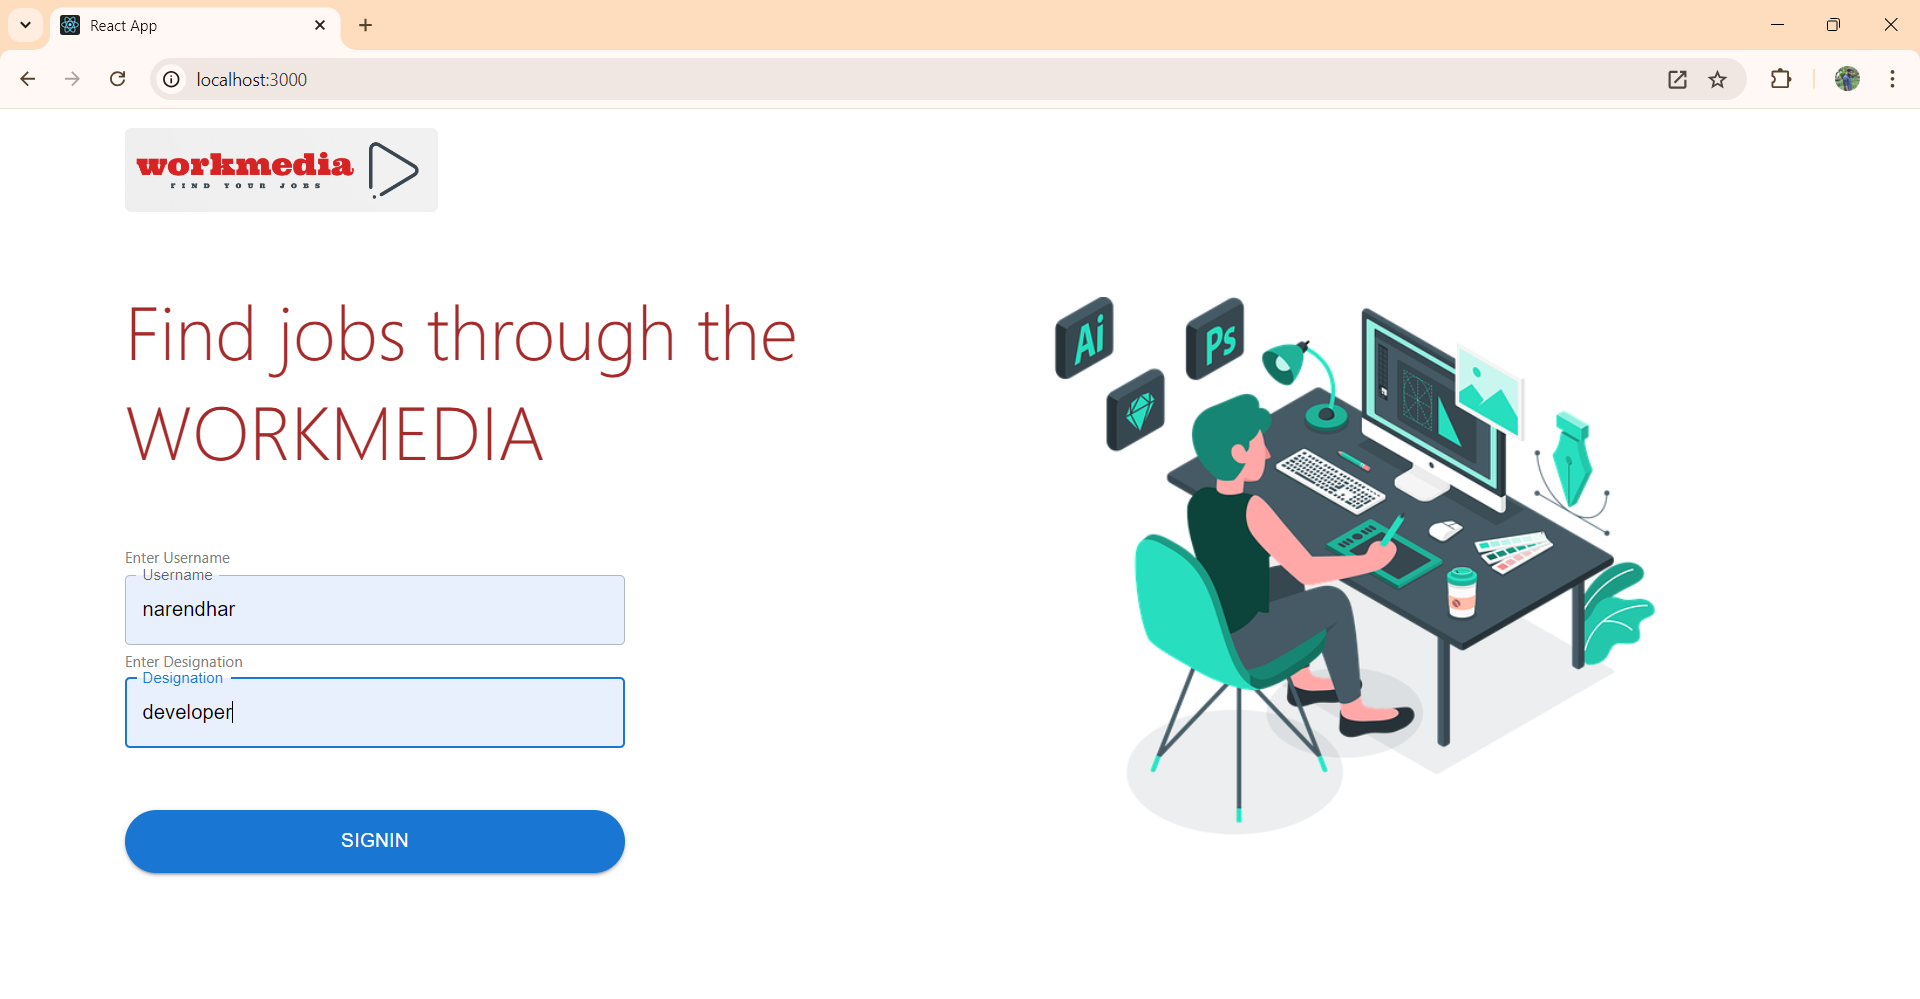 React App
localhost:3000
workmedia
FIND YOUR JOBS
Find jobs through the
WORKMEDIA
Ai
Ps
Enter Username
Username
narendhar
Enter Designation
Designation
developer
SIGNIN